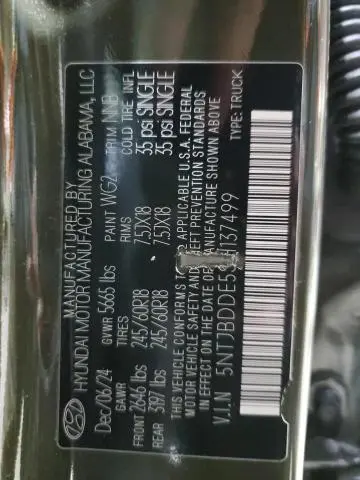 MANUFACTURED BY
HYUNDAI MOTOR MANUFACTURING ALABAMA, LLC
Dec/06/24 GVWR 5665 lbs PAINT WG2 TRIM NNB
GAWR TIRES RIMS COLD TIRE INFL
FRONT 2646 lbs 245/60R18 7.5JX18 35 psi SINGLE
REAR 3197 lbs 245/60R18 7.5JX18 35 psi SINGLE
THIS VEHICLE CONFORMS TO APPLICABLE U.S.A. FEDERAL
MOTOR VEHICLE SAFETY AND THEFT PREVENTION STANDARDS
IN EFFECT ON THE DATE OF MANUFACTURE SHOWN ABOVE
TYPE:TRUCK